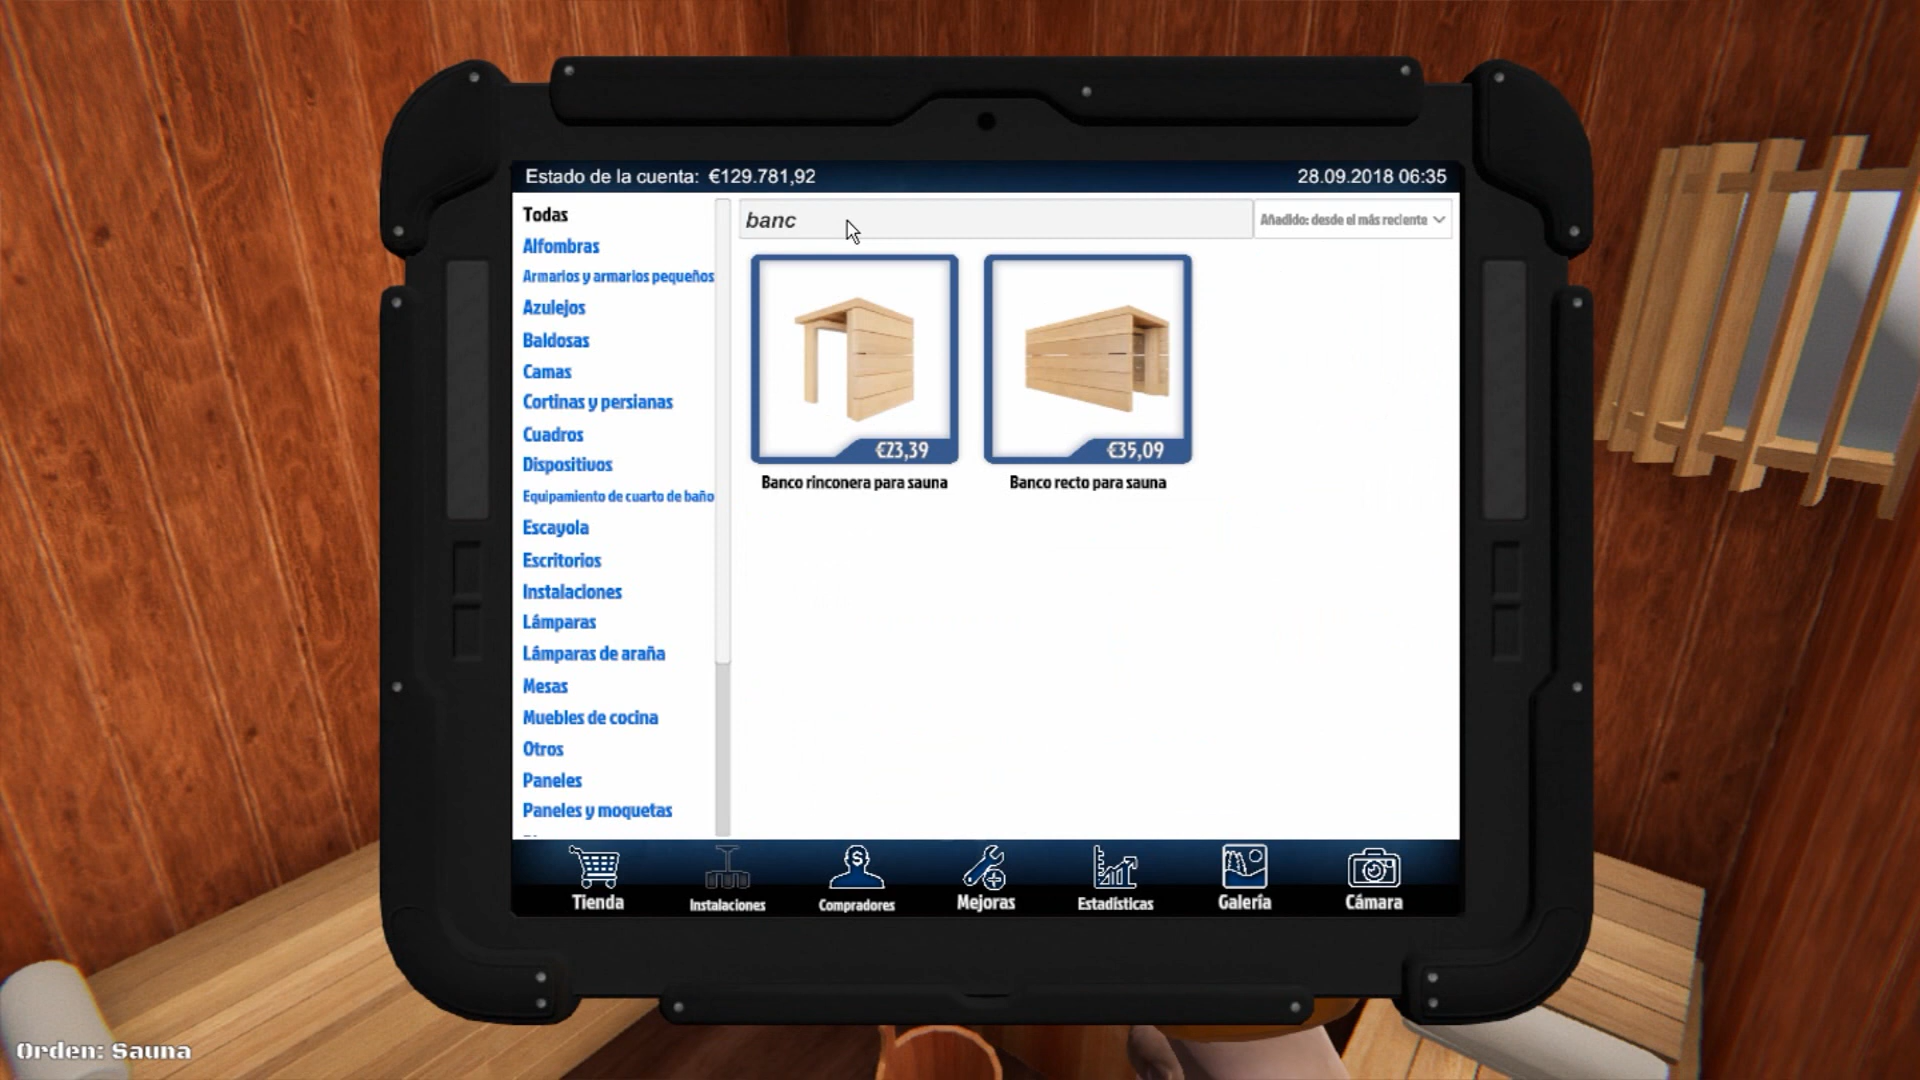 Estado de la cuenta: €129.781,92
28.09.2018 06:35
Todas
Alfombras
Armarios y armarios pequeños
Azulejos
Baldosas
Camas
Cortinas y persianas
Cuadros
Dispositivos
Equipamiento de cuarto de baño
Escayola
Escritorios
Instalaciones
Lámparas
Lámparas de araña
Mesas
Muebles de cocina
Otros
Paneles
Paneles y moquetas
banc
Añadido: desde el más reciente
€23,39
€35,09
Banco rinconera para sauna
Banco recto para sauna
Tienda
Instalaciones
Compradores
Mejoras
Estadísticas
Galería
Cámara
Orden: Sauna